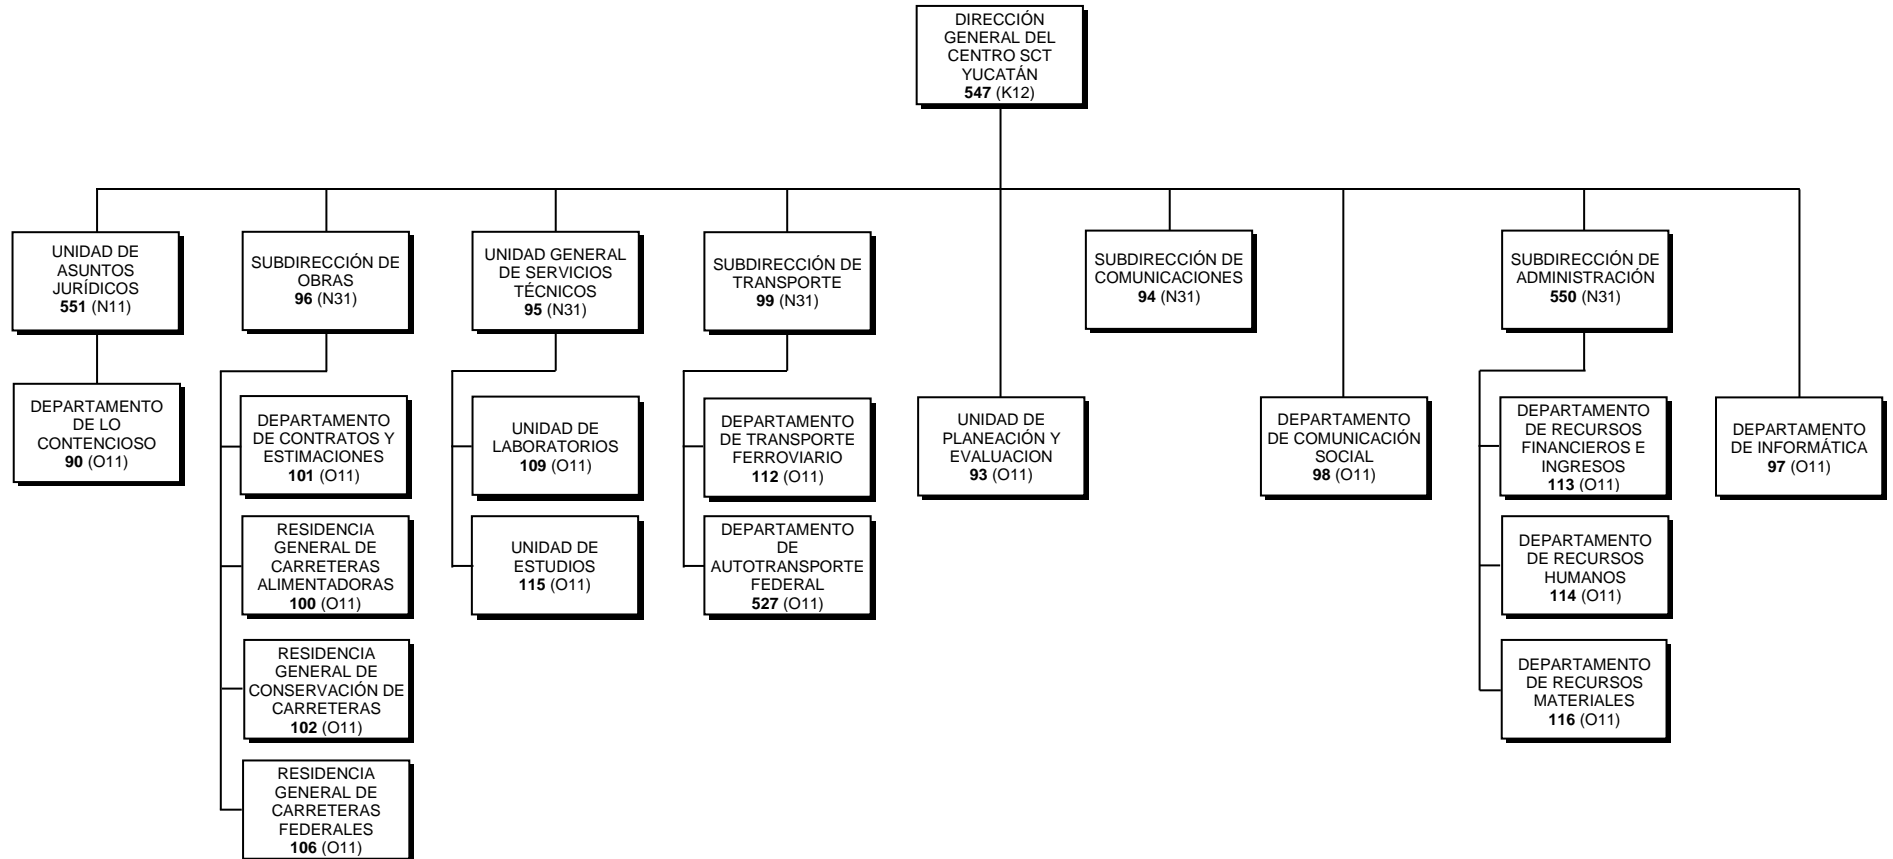 DIRECCIÓN
GENERAL DEL
CENTRO SCT
YUCATÁN
547 (K12)
UNIDAD DE
ASUNTOS
JURÍDICOS
551 (N11)
SUBDIRECCIÓN DE
OBRAS
96 (N31)
UNIDAD GENERAL
DE SERVICIOS
TÉCNICOS
95 (N31)
SUBDIRECCIÓN DE
TRANSPORTE
99 (N31)
SUBDIRECCIÓN DE
COMUNICACIONES
94 (N31)
SUBDIRECCIÓN DE
ADMINISTRACIÓN
550 (N31)
DEPARTAMENTO
DE LO
CONTENCIOSO
90 (O11)
DEPARTAMENTO
DE CONTRATOS Y
ESTIMACIONES
101 (O11)
UNIDAD DE
LABORATORIOS
109 (O11)
DEPARTAMENTO
DE TRANSPORTE
FERROVIARIO
112 (O11)
UNIDAD DE
PLANEACIÓN Y
EVALUACION
93 (O11)
DEPARTAMENTO
DE COMUNICACIÓN
SOCIAL
98 (O11)
DEPARTAMENTO
DE RECURSOS
FINANCIEROS E
INGRESOS
113 (O11)
DEPARTAMENTO
DE INFORMÁTICA
97 (O11)
RESIDENCIA
GENERAL DE
CARRETERAS
ALIMENTADORAS
100 (O11)
UNIDAD DE
ESTUDIOS
115 (O11)
DEPARTAMENTO
DE
AUTOTRANSPORTE
FEDERAL
527 (O11)
DEPARTAMENTO
DE RECURSOS
HUMANOS
114 (O11)
RESIDENCIA
GENERAL DE
CONSERVACIÓN DE
CARRETERAS
102 (O11)
DEPARTAMENTO
DE RECURSOS
MATERIALES
116 (O11)
RESIDENCIA
GENERAL DE
CARRETERAS
FEDERALES
106 (O11)